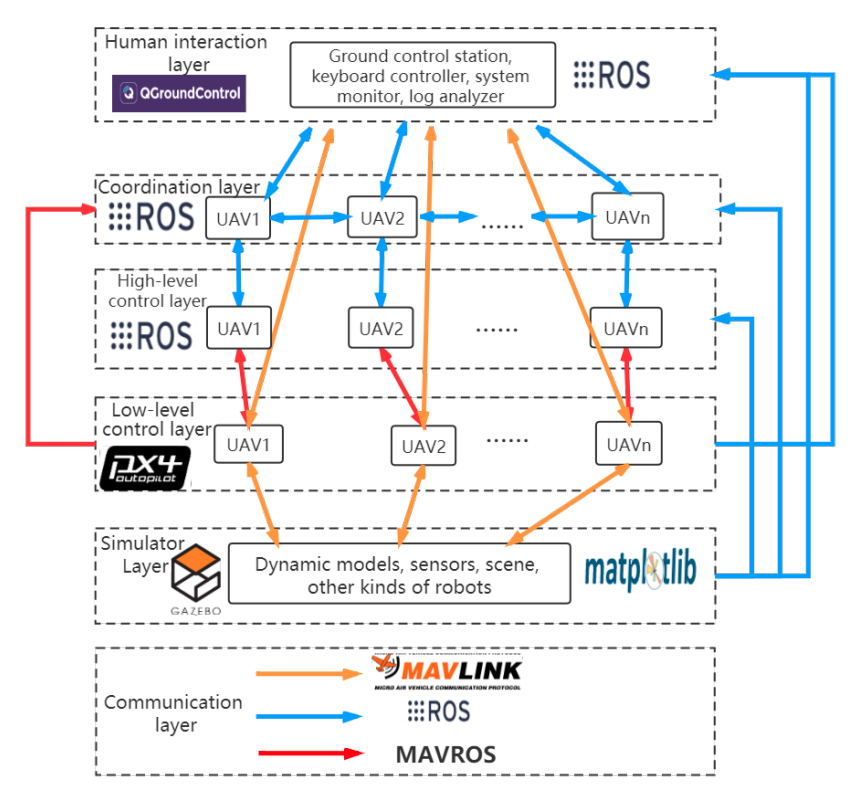 Human interaction
layer
QGroundControl
Ground control station,
keyboard controller, system
monitor, log analyzer
ROS
Coordination layer
ROS
UAV1
UAV2
......
UAVn
High-level
control layer
ROS
UAV1
UAV2
......
UAVn
Low-level
control layer
px4
autopilot
UAV1
UAV2
......
UAVn
Simulator
Layer
GAZEBO
Dynamic models, sensors, scene,
other kinds of robots
matplotlib
Communication
layer
MAVLINK
MICRO AIR VEHICLE COMMUNICATION PROTOCOL
ROS
MAVROS